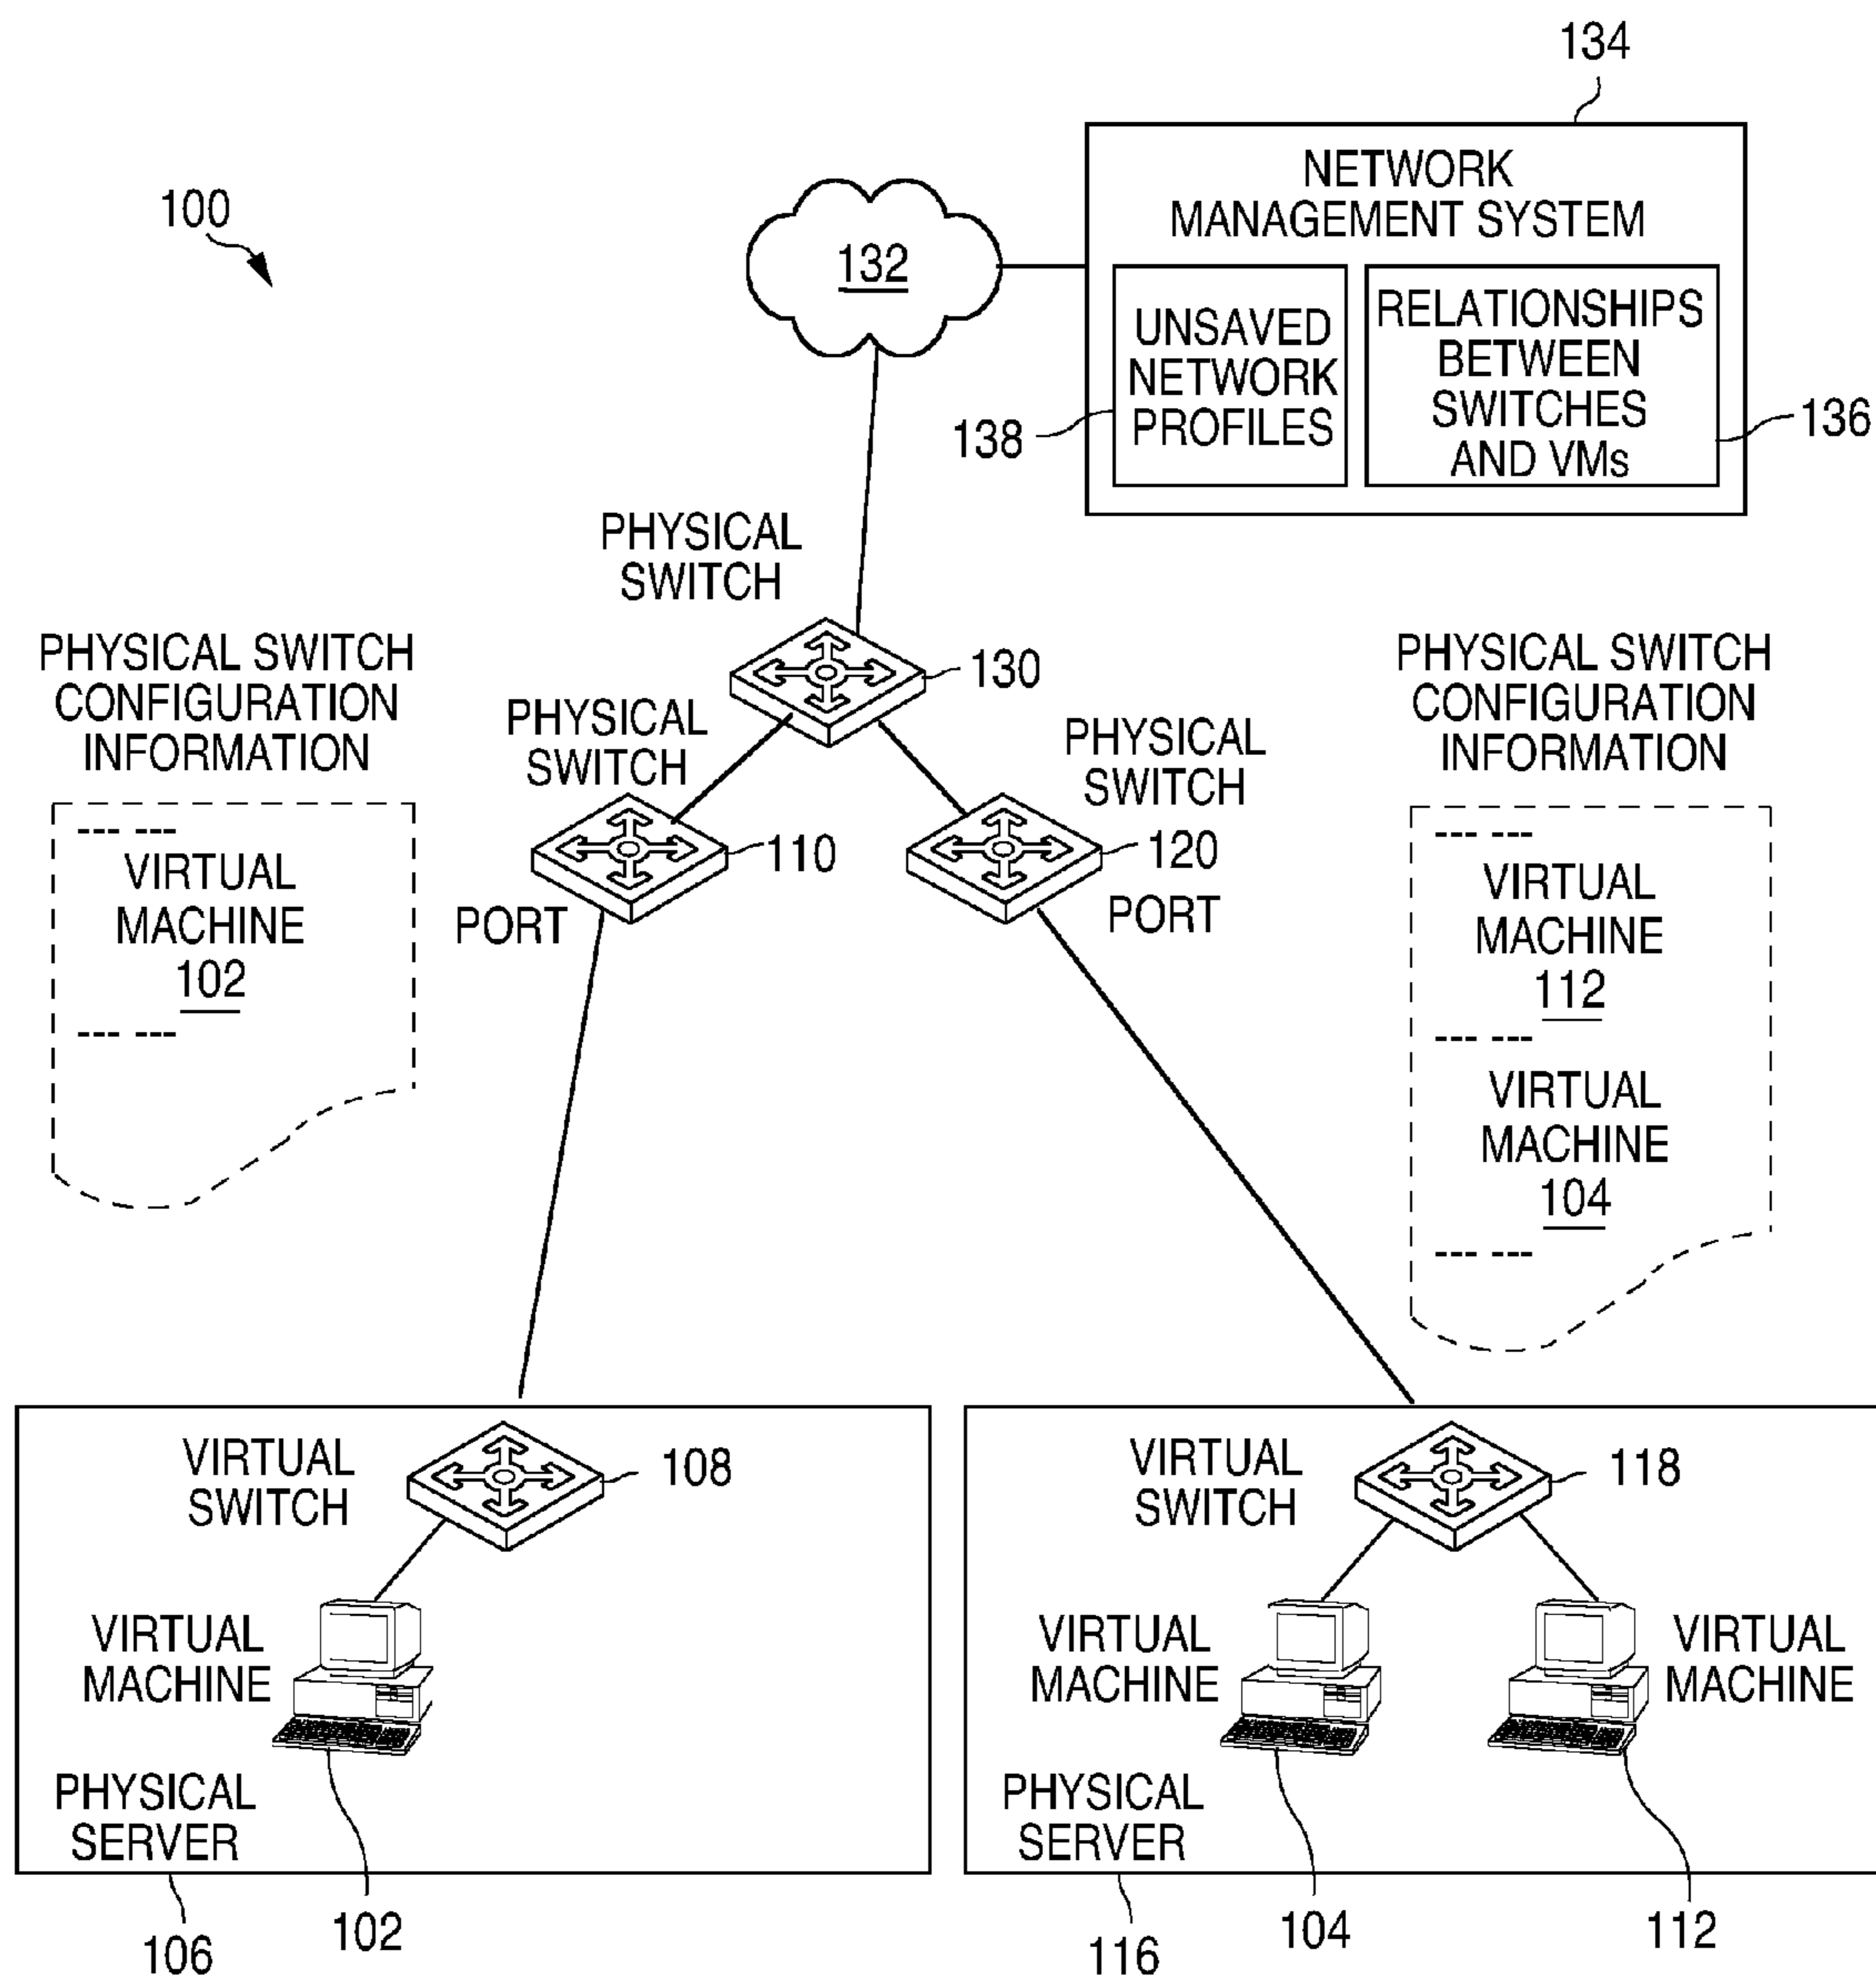 134
NETWORK
MANAGEMENT SYSTEM
100
132
UNSAVED
NETWORK
PROFILES
138
RELATIONSHIPS
BETWEEN
SWITCHES
AND VMs
136
PHYSICAL
SWITCH
130
PHYSICAL SWITCH
CONFIGURATION
INFORMATION
PHYSICAL
SWITCH
110
PORT
PHYSICAL
SWITCH
120
PORT
PHYSICAL SWITCH
CONFIGURATION
INFORMATION
--- ---
VIRTUAL
MACHINE
102
--- ---
--- ---
VIRTUAL
MACHINE
112
--- ---
VIRTUAL
MACHINE
104
--- ---
VIRTUAL
SWITCH
108
VIRTUAL
MACHINE
PHYSICAL
SERVER
106
102
VIRTUAL
SWITCH
118
VIRTUAL
MACHINE
VIRTUAL
MACHINE
PHYSICAL
SERVER
116
104
112